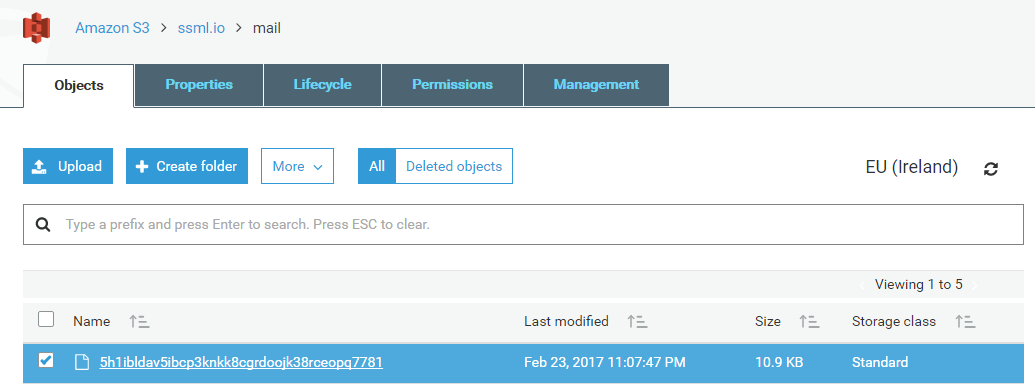 Amazon S3 > ssml.io > mail
Objects Properties Lifecycle Permissions Management
Upload Create folder More All Deleted objects EU (Ireland)
Type a prefix and press Enter to search. Press ESC to clear.
Viewing 1 to 5
Name Last modified Size Storage class
5h1ibldav5ibcp3knkk8cgrdoojk38rceopq7781 Feb 23, 2017 11:07:47 PM 10.9 KB Standard